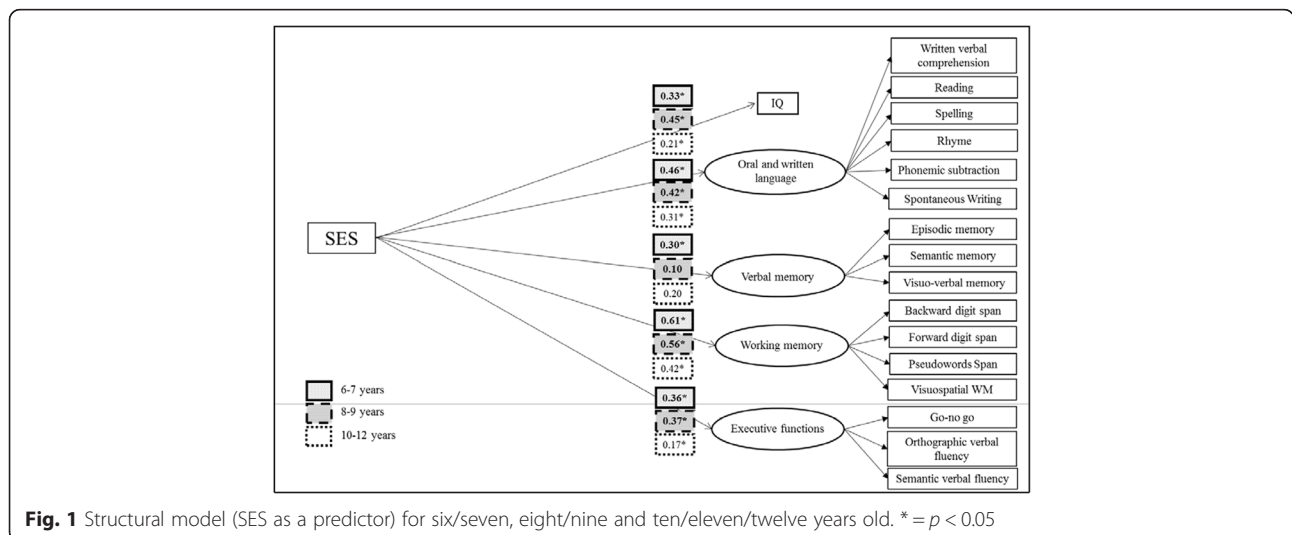 SES
0.33*
0.45*
0.21*
IQ
0.46*
0.42*
0.31*
Oral and written
language
Written verbal
comprehension
Reading
Spelling
Rhyme
Phonemic subtraction
Spontaneous Writing
0.30*
0.10
0.20
Verbal memory
Episodic memory
Semantic memory
Visuo-verbal memory
0.61*
0.56*
0.42*
Working memory
Backward digit span
Forward digit span
Pseudowords Span
Visuospatial WM
0.36*
0.37*
0.17*
Executive functions
Go-no go
Orthographic verbal
fluency
Semantic verbal fluency
6-7 years
8-9 years
10-12 years
Fig. 1 Structural model (SES as a predictor) for six/seven, eight/nine and ten/eleven/twelve years old. * = p < 0.05